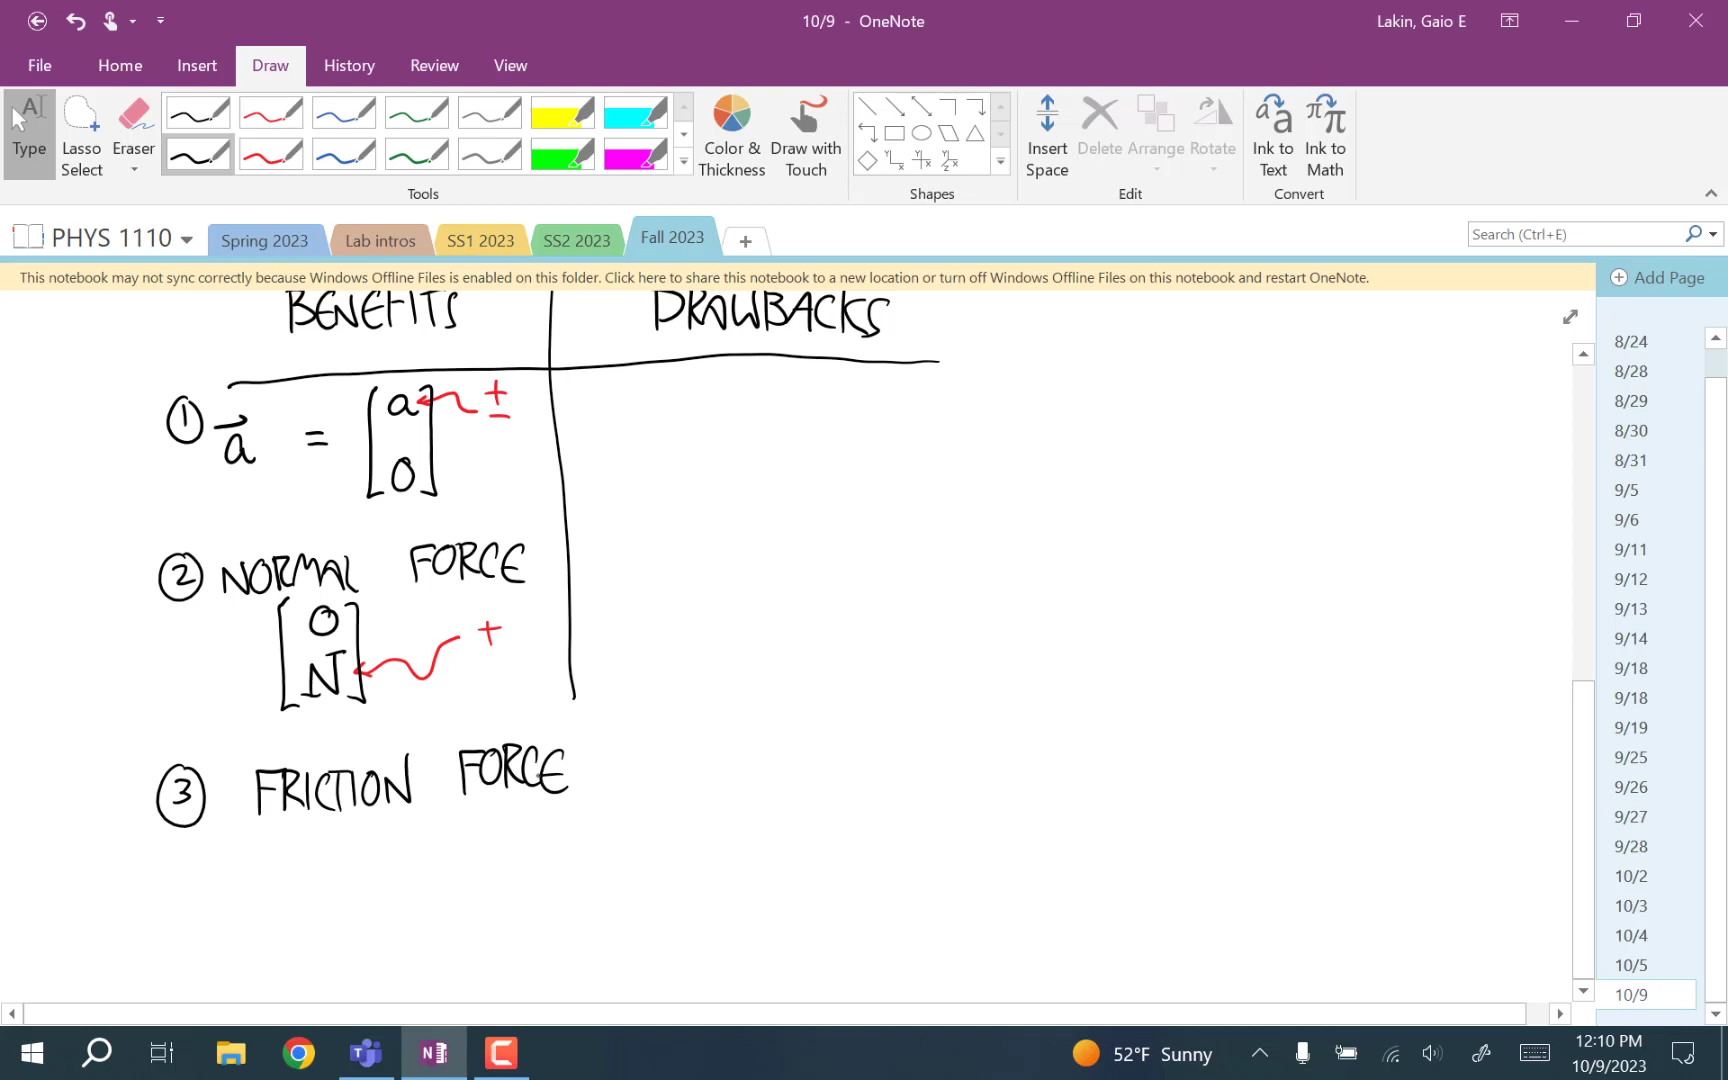 10/9 - OneNote
Lakin, Gaio E
File Home Insert Draw History Review View
Type
Lasso Select
Eraser
Color & Thickness
Draw with Touch
Insert Space
Delete
Arrange
Rotate
Ink to Text
Ink to Math
Tools Shapes Edit Convert
PHYS 1110 Spring 2023 Lab intros SS1 2023 SS2 2023 Fall 2023 +
Search (Ctrl+E)
This notebook may not sync correctly because Windows Offline Files is enabled on this folder. Click here to share this notebook to a new location or turn off Windows Offline Files on this notebook and restart OneNote.
Add Page
BENEFITS DRAWBACKS
① a⃗ = [a 0] ±
② NORMAL FORCE
[0 N] +
③ FRICTION FORCE
8/24
8/28
8/29
8/30
8/31
9/5
9/6
9/11
9/12
9/13
9/14
9/18
9/18
9/19
9/25
9/26
9/27
9/28
10/2
10/3
10/4
10/5
10/9
52°F Sunny
12:10 PM
10/9/2023